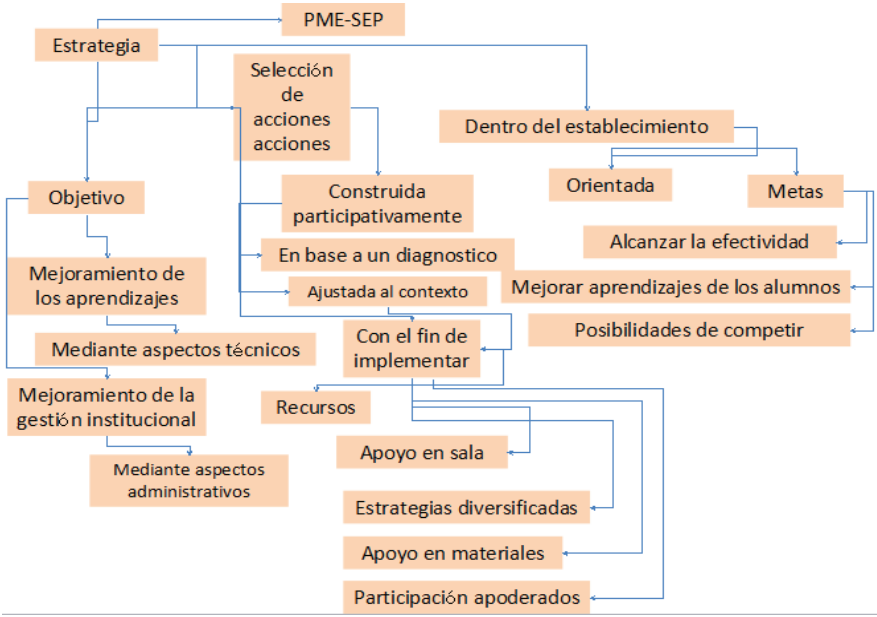 PME-SEP
Estrategia
Selección
de
acciones
acciones
Dentro del establecimiento
Orientada
Metas
Objetivo
Construida
participativamente
Alcanzar la efectividad
En base a un diagnostico
Mejoramiento de
los aprendizajes
Ajustada al contexto
Mejorar aprendizajes de los alumnos
Con el fin de
implementar
Posibilidades de competir
Mediante aspectos técnicos
Mejoramiento de la
gestión institucional
Recursos
Apoyo en sala
Mediante aspectos
administrativos
Estrategias diversificadas
Apoyo en materiales
Participación apoderados